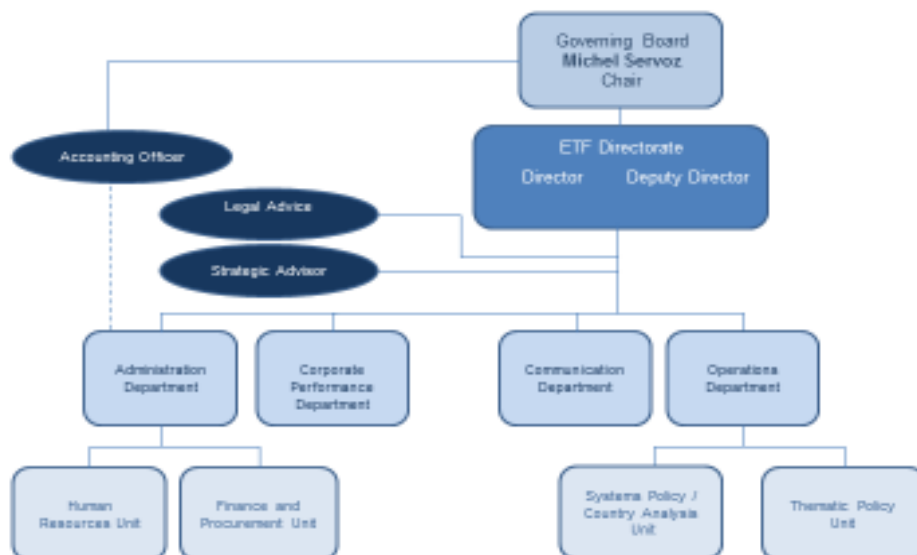 Governing Board
Michel Servoz
Chair
ETF Directorate
Director Deputy Director
Accounting Officer
Legal Advice
Strategic Advisor
Administration
Department
Corporate
Performance
Department
Communication
Department
Operations
Department
Human
Resources Unit
Finance and
Procurement Unit
Systems Policy /
Country Analysis
Unit
Thematic Policy
Unit